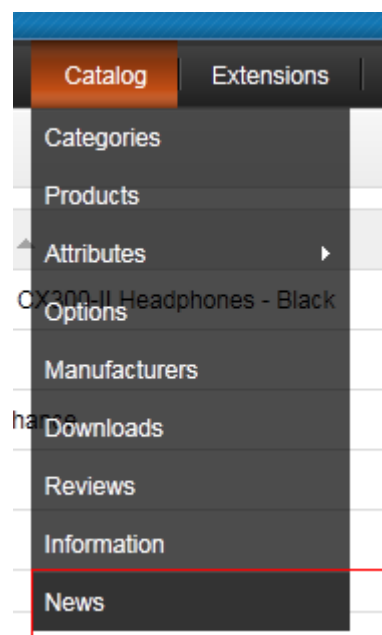 Catalog Extensions
Categories
Products
Attributes
CX300-II Headphones - Black
Options
Manufacturers
Downloads
Reviews
Information
News